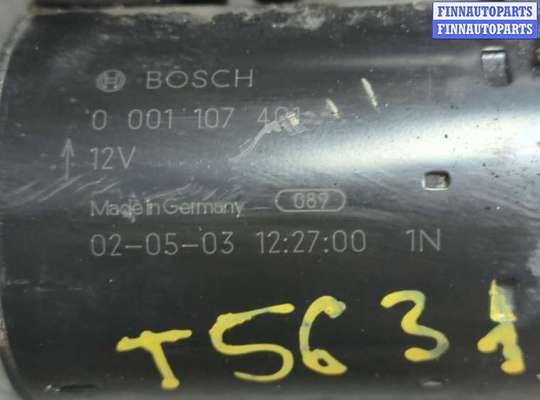 FINNAUTOPARTS
FINNAUTOPARTS
BOSCH
0 001 107 401
12V
Made in Germany 089
02-05-03 12:27:00 1N
T5631